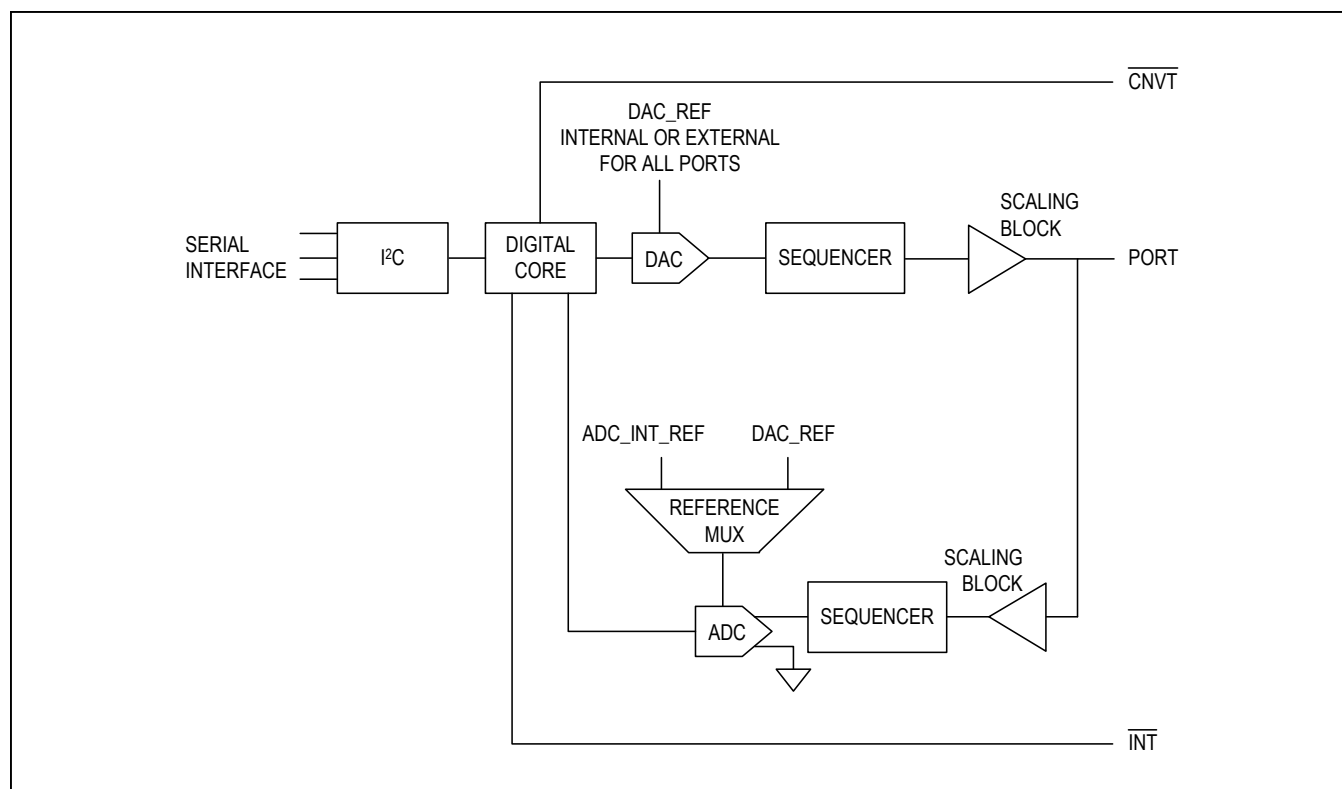 CNVT
DAC_REF
INTERNAL OR EXTERNAL
FOR ALL PORTS
SCALING
BLOCK
SERIAL
INTERFACE
I²C
DIGITAL
CORE
DAC
SEQUENCER
PORT
ADC_INT_REF
DAC_REF
REFERENCE
MUX
SCALING
BLOCK
SEQUENCER
ADC
INT